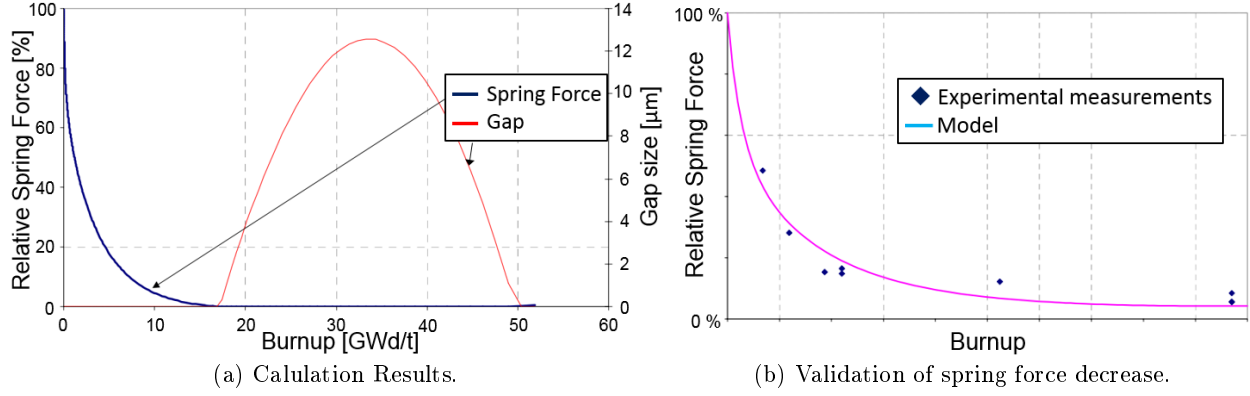 100
80
60
40
20
0
Relative Spring Force [%]
14
12
10
8
6
4
2
0
Gap size [µm]
Spring Force
Gap
0 10 20 30 40 50 60
Burnup [GWd/t]
(a) Calulation Results.
100 %
0 %
Relative Spring Force
Experimental measurements
Model
Burnup
(b) Validation of spring force decrease.